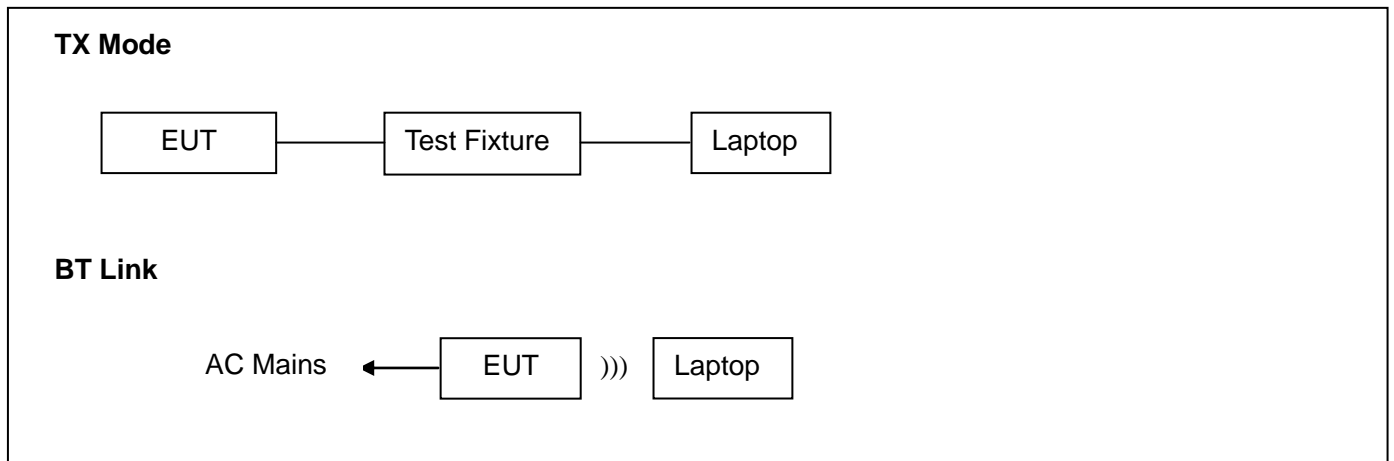 TX Mode
EUT Test Fixture Laptop
BT Link
AC Mains EUT ))) Laptop